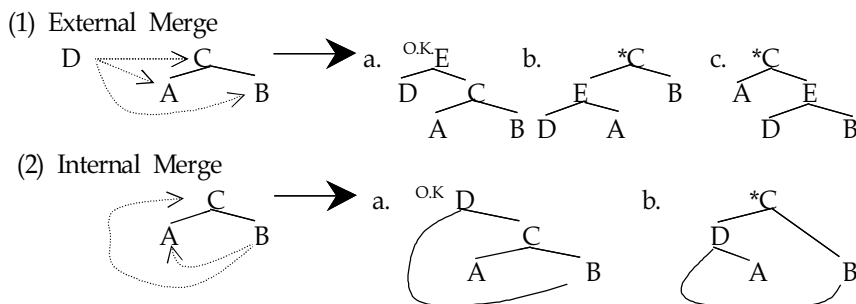 (1) External Merge
D C a. O.K.E b. *C c. *C
A B D C E B A E
A B D A D B
(2) Internal Merge
C a. O.K D b. *C
A B C D
A B A B